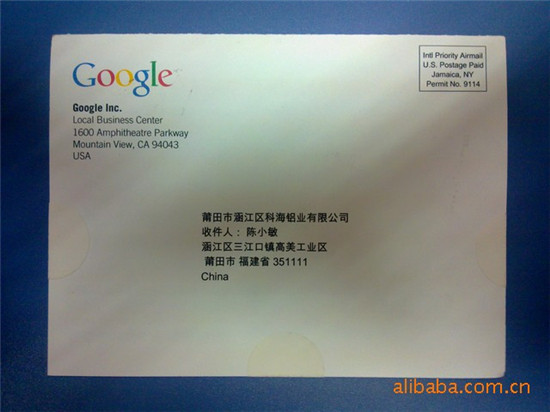 Google
Google Inc.
Local Business Center
1600 Amphitheatre Parkway
Mountain View, CA 94043
USA
Intl Priority Airmail
U.S. Postage Paid
Jamaica, NY
Permit No. 9114
莆田市涵江区科海铝业有限公司
收件人： 陈小敏
涵江区三江口镇高美工业区
莆田市 福建省 351111
China
alibaba.com.cn